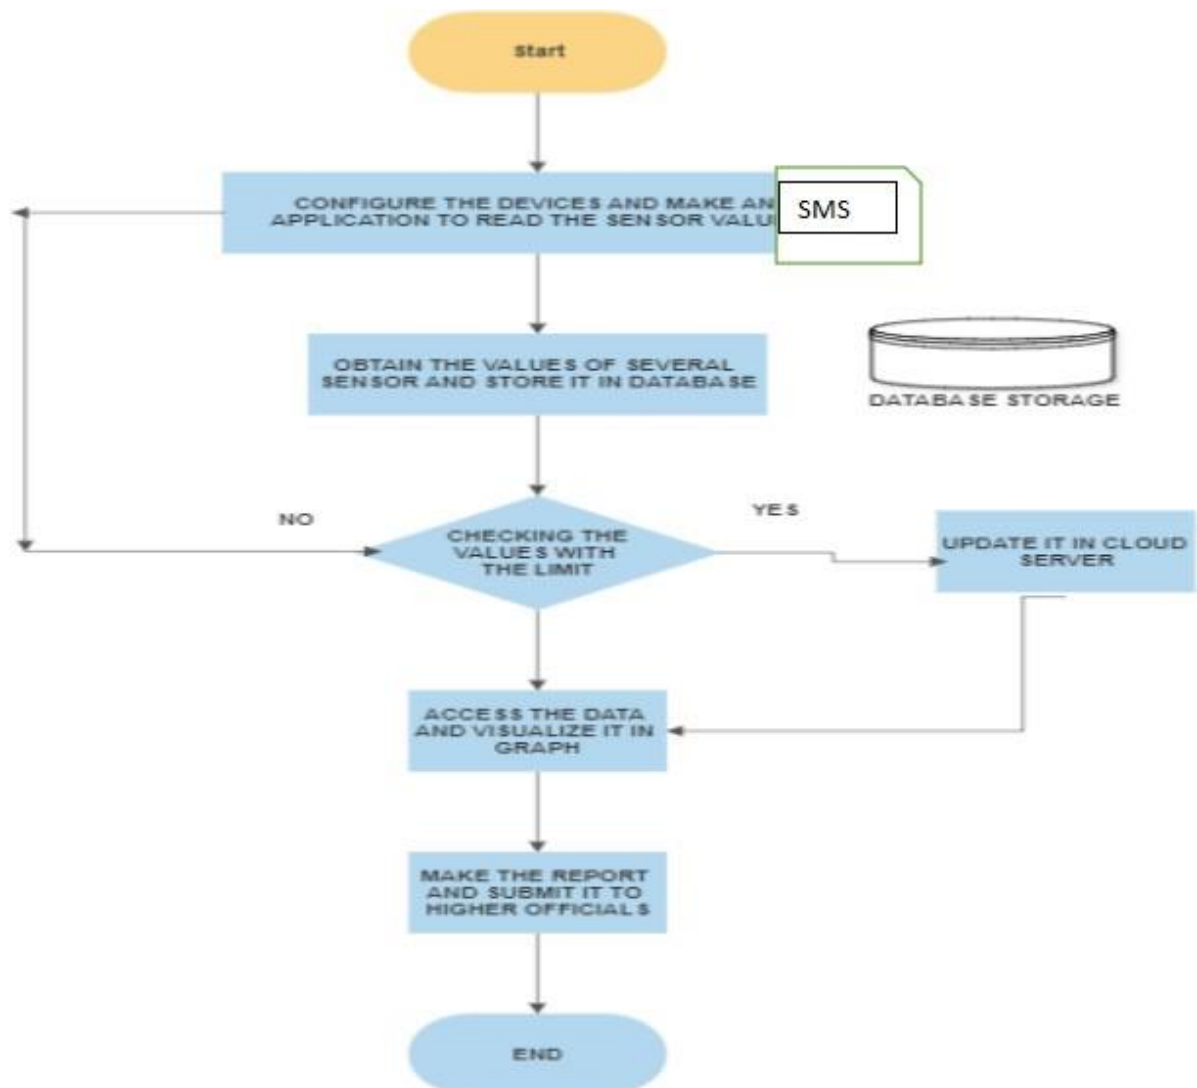 Start
CONFIGURE THE DEVICES AND MAKE AN
APPLICATION TO READ THE SENSOR VALU
SMS
OBTAIN THE VALUES OF SEVERAL
SENSOR AND STORE IT IN DATABASE
DATABASE STORAGE
NO
CHECKING THE
VALUES WITH
THE LIMIT
YES
UPDATE IT IN CLOUD
SERVER
ACCESS THE DATA
AND VISUALIZE IT IN
GRAPH
MAKE THE REPORT
AND SUBMIT IT TO
HIGHER OFFICIALS
END